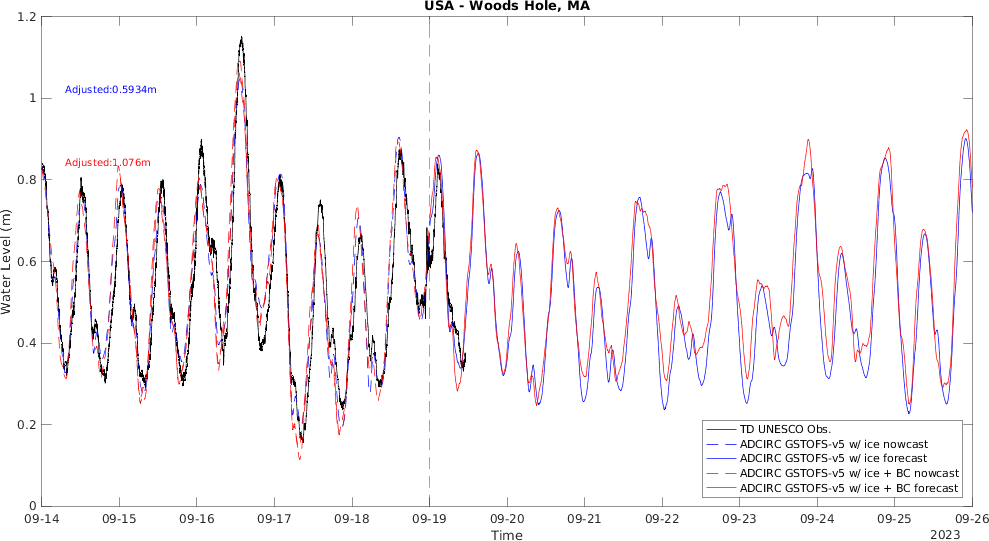 USA - Woods Hole, MA
1.2
1
0.8
0.6
0.4
0.2
0
Water Level (m)
Adjusted:0.5934m
Adjusted:1.076m
TD UNESCO Obs.
ADCIRC GSTOFS-v5 w/ ice nowcast
ADCIRC GSTOFS-v5 w/ ice forecast
ADCIRC GSTOFS-v5 w/ ice + BC nowcast
ADCIRC GSTOFS-v5 w/ ice + BC forecast
09-14 09-15 09-16 09-17 09-18 09-19 09-20 09-21 09-22 09-23 09-24 09-25 09-26
Time
2023